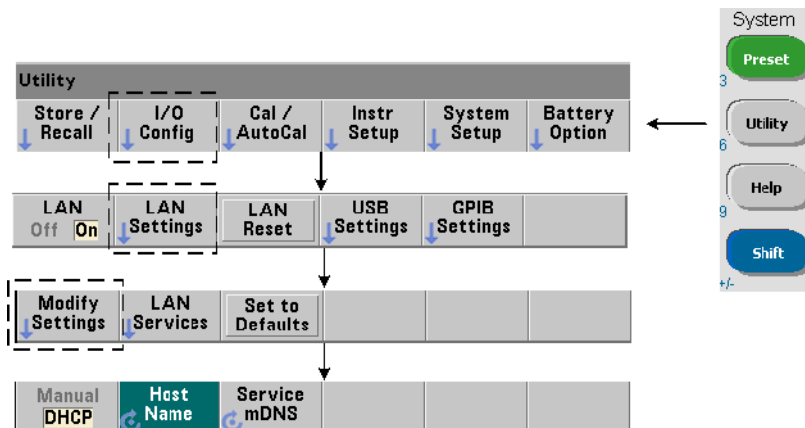 System
Preset
3
Utility
Store / Recall I/O Config Cal / AutoCal Instr Setup System Setup Battery Option
Utility
6
LAN Off On LAN Settings LAN Reset USB Settings GPIB Settings
Help
9
Shift
+/-
Modify Settings LAN Services Set to Defaults
Manual DHCP Host Name Service mDNS